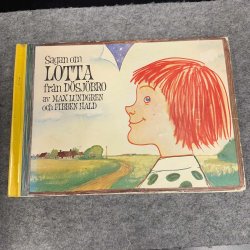 Sagan om
LOTTA
från DÖSJÖBRO
av MAX LUNDGREN
och FIBBEN HALD